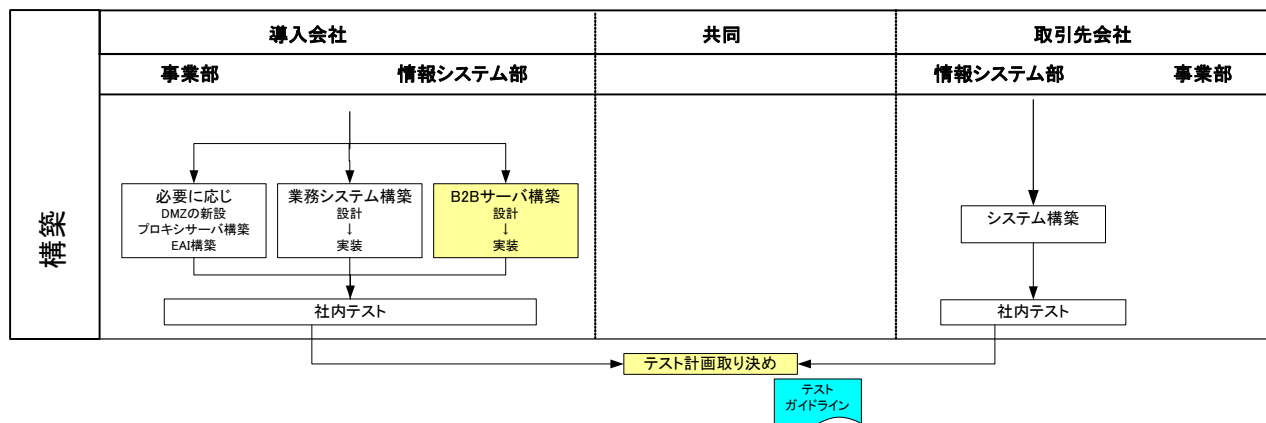 導入会社
共同
取引先会社
事業部
情報システム部
情報システム部
事業部
構築
必要に応じ
DMZの新設
プロキシサーバ構築
EAI構築
業務システム構築
設計
↓
実装
B2Bサーバ構築
設計
↓
実装
システム構築
社内テスト
社内テスト
テスト計画取り決め
テスト
ガイドライン